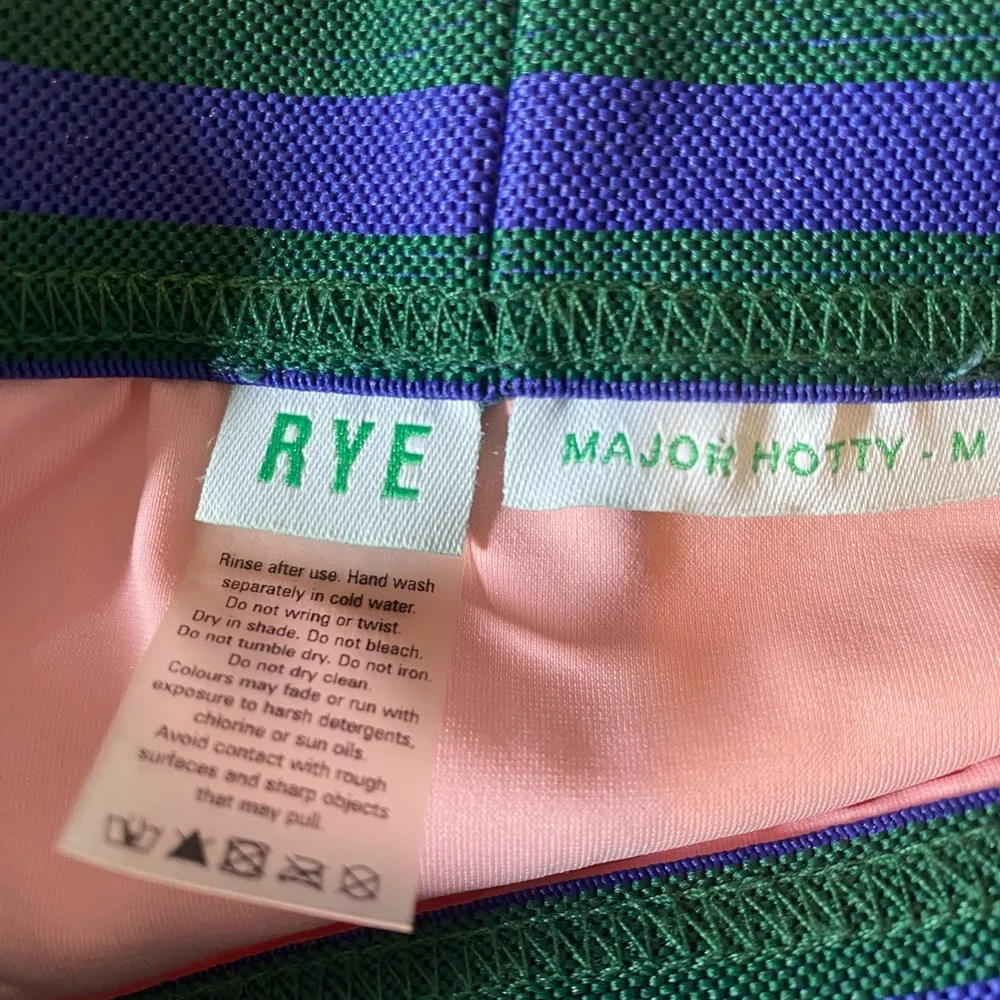 RYE
MAJOR HOTTY - M
Rinse after use. Hand wash
separately in cold water.
Do not wring or twist.
Dry in shade. Do not bleach.
Do not tumble dry. Do not iron.
Do not dry clean.
Colours may fade or run with
exposure to harsh detergents,
chlorine or sun oils.
Avoid contact with rough
surfaces and sharp objects
that may pull.